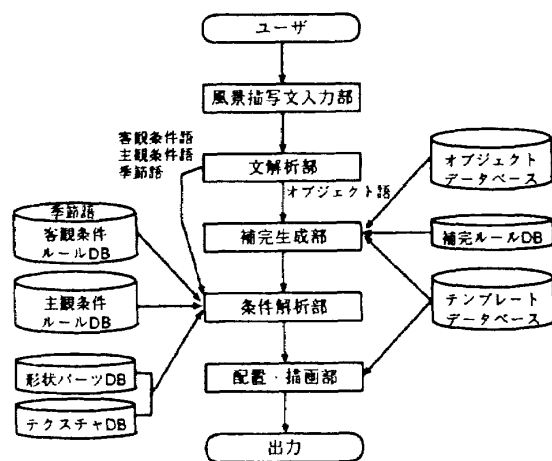 ユーザ
風景描写文入力部
客観条件語
主観条件語
季節語
文解析部
オブジェクト語
オブジェクト
データベース
季節語
客観条件
ルールDB
補完生成部
補完ルールDB
主観条件
ルールDB
条件解析部
テンプレート
データベース
形状パーツDB
配置・描画部
テクスチャDB
出力